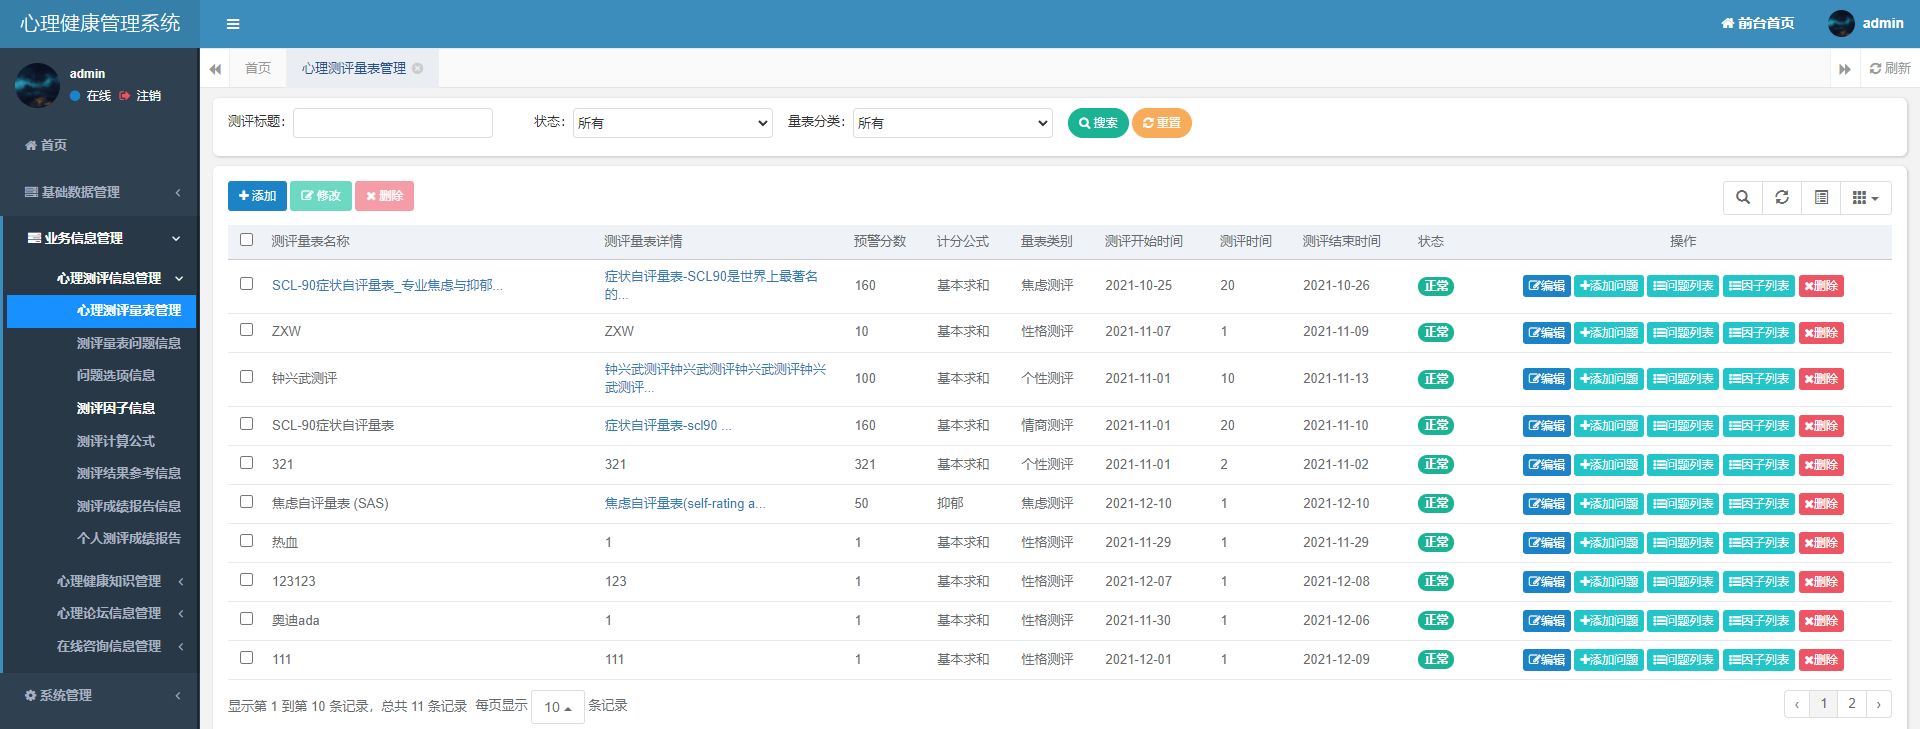 心理健康管理系统
前台首页 admin
admin
在线 注销
首页
基础数据管理
业务信息管理
心理测评信息管理
心理测评量表管理
测评量表问题信息
问题选项信息
测评因子信息
测评计算公式
测评结果参考信息
测评成绩报告信息
个人测评成绩报告
心理健康知识管理
心理论坛信息管理
在线咨询信息管理
系统管理
首页 心理测评量表管理 刷新
测评标题： 状态： 所有 量表分类： 所有 搜索 重置
添加 修改 删除
测评量表名称 测评量表详情 预警分数 计分公式 量表类别 测评开始时间 测评时间 测评结束时间 状态 操作
SCL-90症状自评量表_专业焦虑与抑郁... 症状自评量表-SCL90是世界上最著名的... 160 基本求和 焦虑测评 2021-10-25 20 2021-10-26 正常 编辑 添加问题 问题列表 因子列表 删除
ZXW ZXW 10 基本求和 性格测评 2021-11-07 1 2021-11-09 正常 编辑 添加问题 问题列表 因子列表 删除
钟兴武测评 钟兴武测评钟兴武测评钟兴武测评钟兴武测评... 100 基本求和 个性测评 2021-11-01 10 2021-11-13 正常 编辑 添加问题 问题列表 因子列表 删除
SCL-90症状自评量表 症状自评量表-scl90 ... 160 基本求和 情商测评 2021-11-01 20 2021-11-10 正常 编辑 添加问题 问题列表 因子列表 删除
321 321 321 基本求和 个性测评 2021-11-01 2 2021-11-02 正常 编辑 添加问题 问题列表 因子列表 删除
焦虑自评量表 (SAS) 焦虑自评量表(self-rating a... 50 抑郁 焦虑测评 2021-12-10 1 2021-12-10 正常 编辑 添加问题 问题列表 因子列表 删除
热血 1 1 基本求和 性格测评 2021-11-29 1 2021-11-29 正常 编辑 添加问题 问题列表 因子列表 删除
123123 123 1 基本求和 性格测评 2021-12-07 1 2021-12-08 正常 编辑 添加问题 问题列表 因子列表 删除
奥迪ada 1 1 基本求和 性格测评 2021-11-30 1 2021-12-06 正常 编辑 添加问题 问题列表 因子列表 删除
111 111 1 基本求和 性格测评 2021-12-01 1 2021-12-09 正常 编辑 添加问题 问题列表 因子列表 删除
显示第 1 到第 10 条记录，总共 11 条记录 每页显示 10 条记录 ‹ 1 2 ›